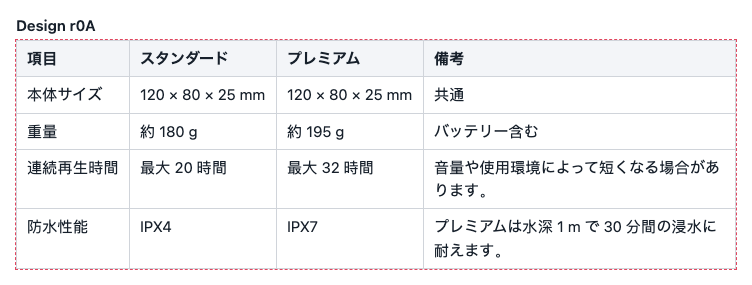 Design r0A
項目 スタンダード プレミアム 備考
本体サイズ 120 × 80 × 25 mm 120 × 80 × 25 mm 共通
重量 約 180 g 約 195 g バッテリー含む
連続再生時間 最大 20 時間 最大 32 時間 音量や使用環境によって短くなる場合があ
ります。
防水性能 IPX4 IPX7 プレミアムは水深 1 m で 30 分間の浸水に
耐えます。